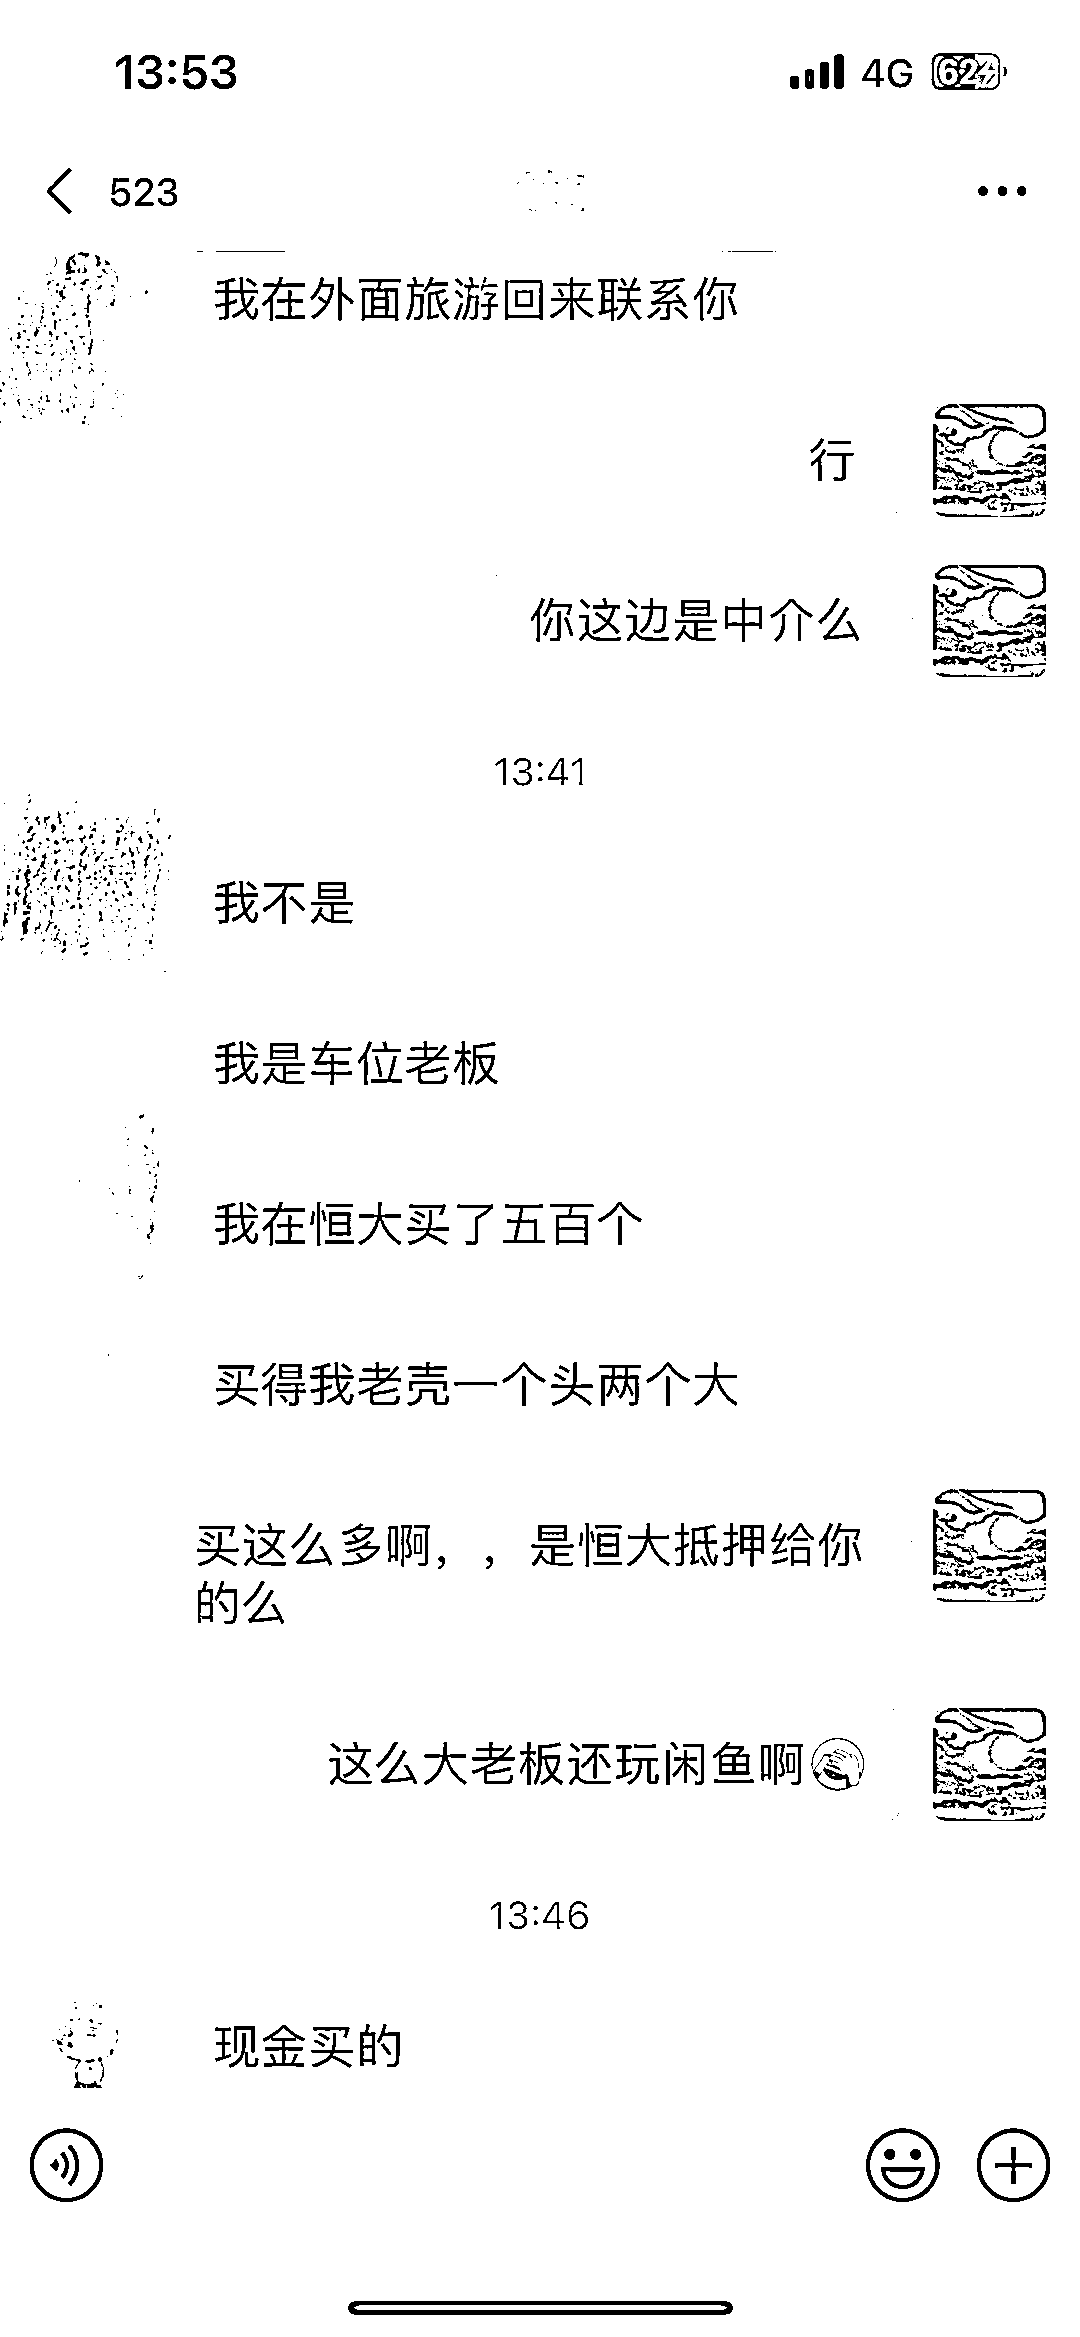 13:53
4G 62
523
我在外面旅游回来联系你
行
你这边是中介么
13:41
我不是
我是车位老板
我在恒大买了五百个
买得我老壳一个头两个大
买这么多啊，，是恒大抵押给你
的么
这么大老板还玩闲鱼啊
13:46
现金买的